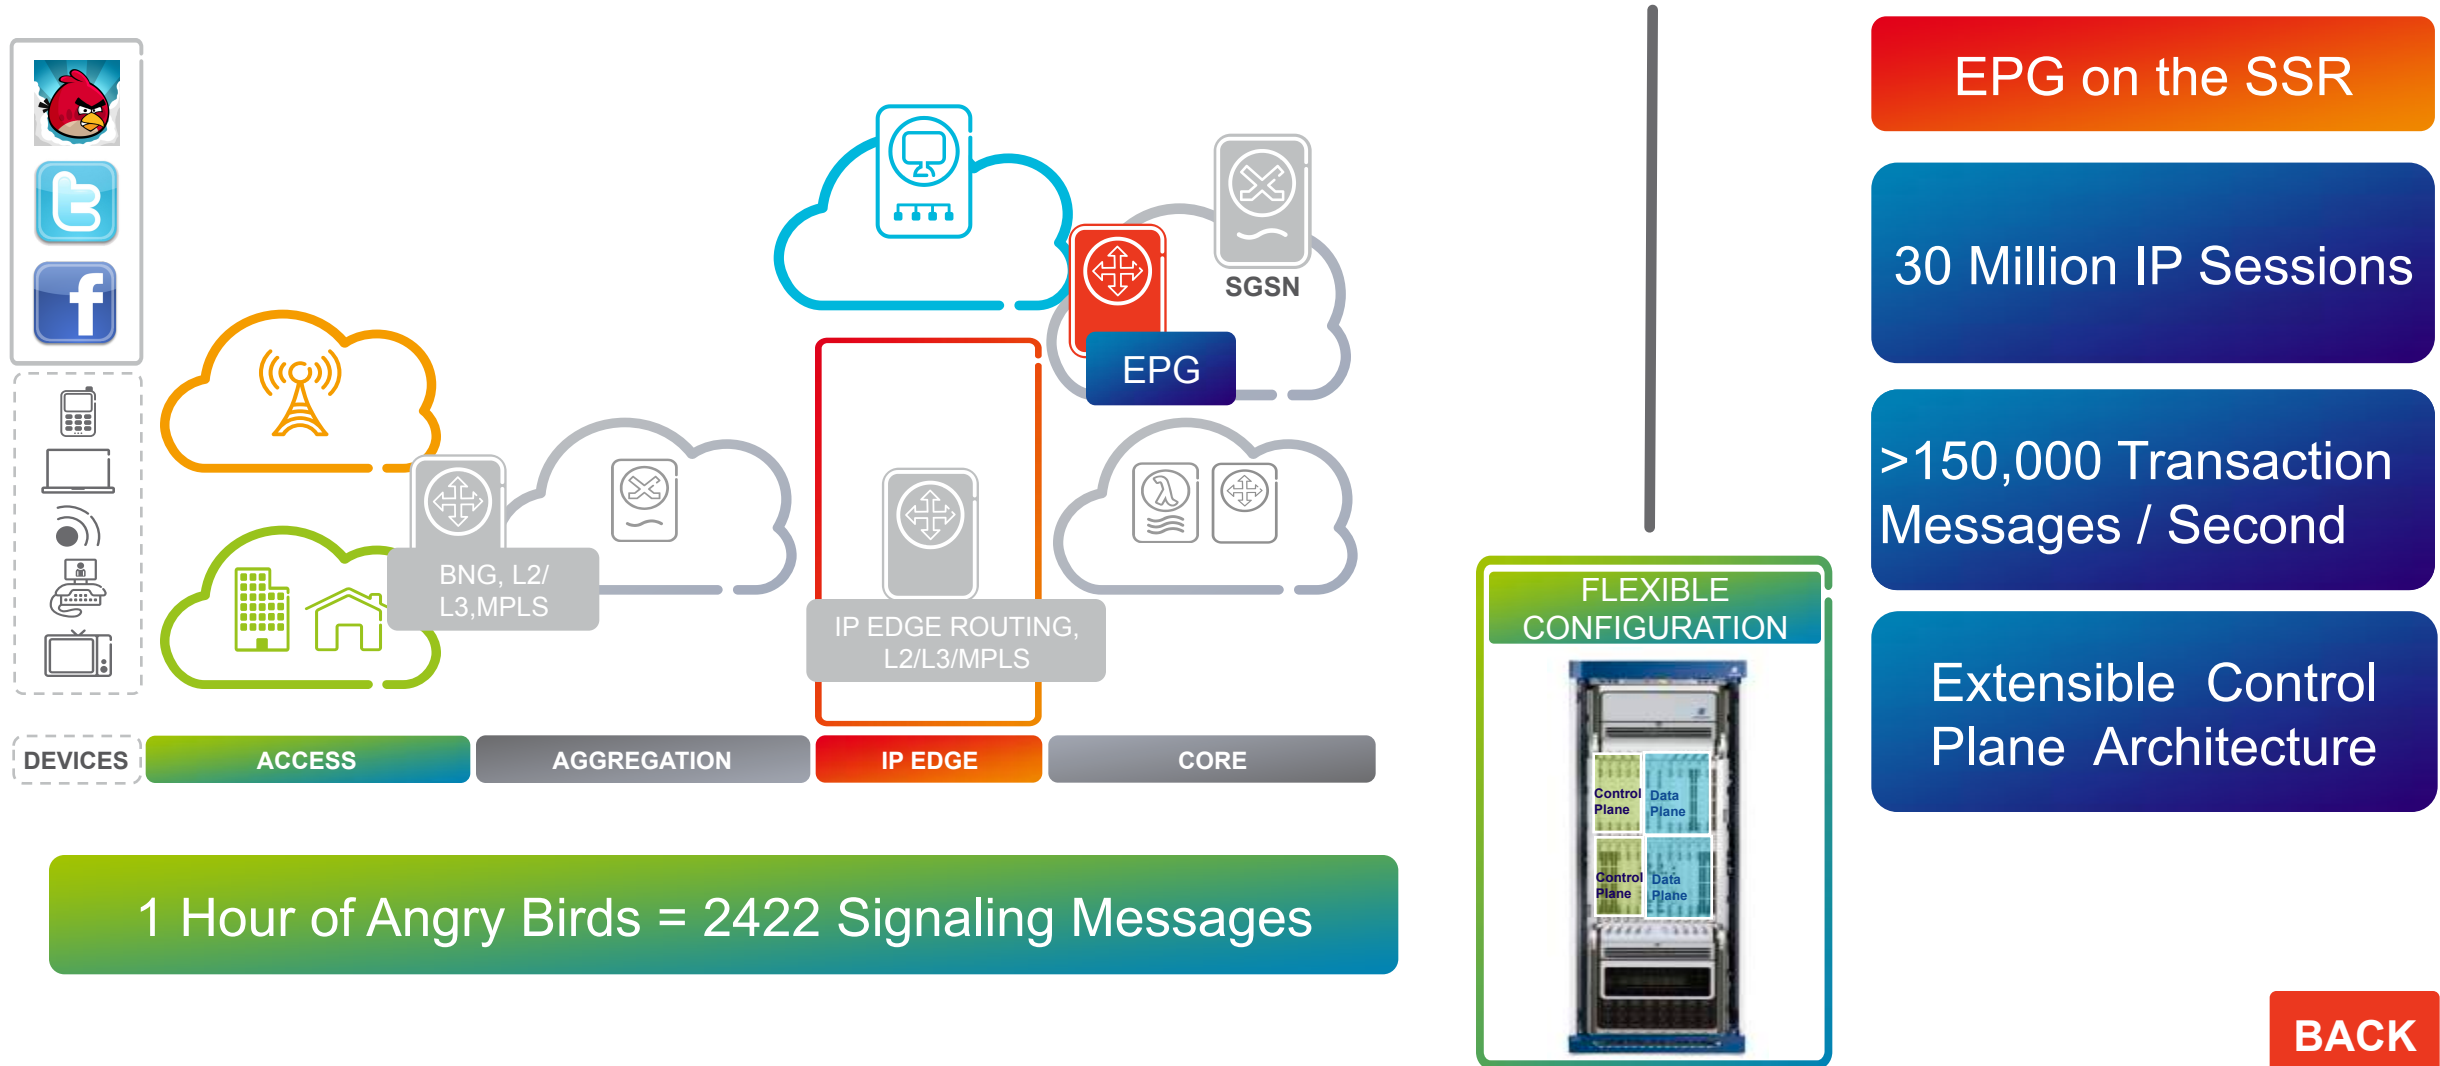 EPG on the SSR
30 Million IP Sessions
>150,000 Transaction
Messages / Second
Extensible Control
Plane Architecture
SGSN
EPG
BNG, L2/
L3,MPLS
IP EDGE ROUTING,
L2/L3/MPLS
DEVICES
ACCESS
AGGREGATION
IP EDGE
CORE
1 Hour of Angry Birds = 2422 Signaling Messages
FLEXIBLE
CONFIGURATION
Control
Plane
Data
Plane
Control
Plane
Data
Plane
BACK